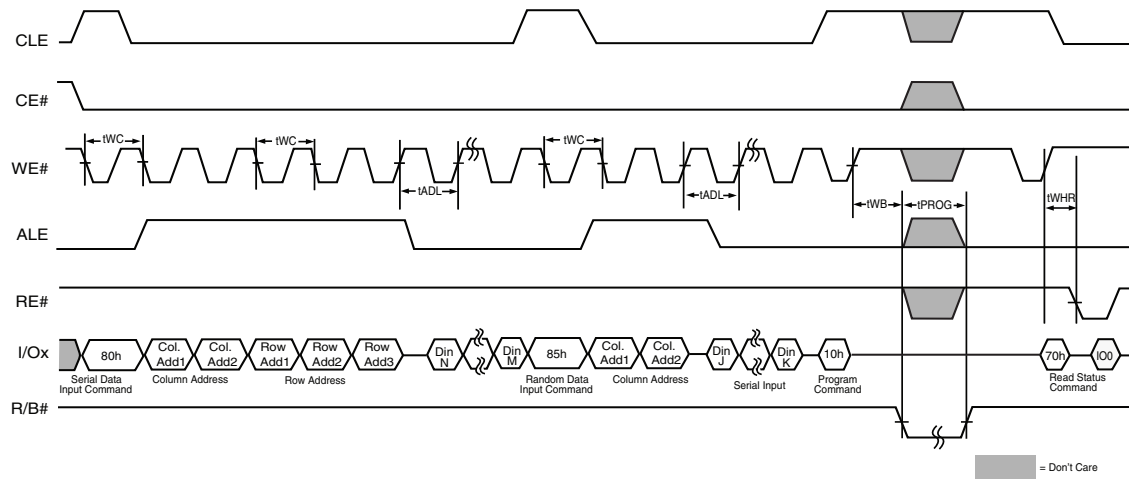 CLE
CE#
tWC
tWC
tWC
WE#
tADL
tADL
tWB
tPROG
tWHR
ALE
RE#
I/Ox
80h
Col. Add1
Col. Add2
Row Add1
Row Add2
Row Add3
Din N
Din M
85h
Col. Add1
Col. Add2
Din J
Din K
10h
70h
IO0
Serial Data
Input Command
Column Address
Row Address
Random Data
Input Command
Column Address
Serial Input
Program
Command
Read Status
Command
R/B#
= Don't Care